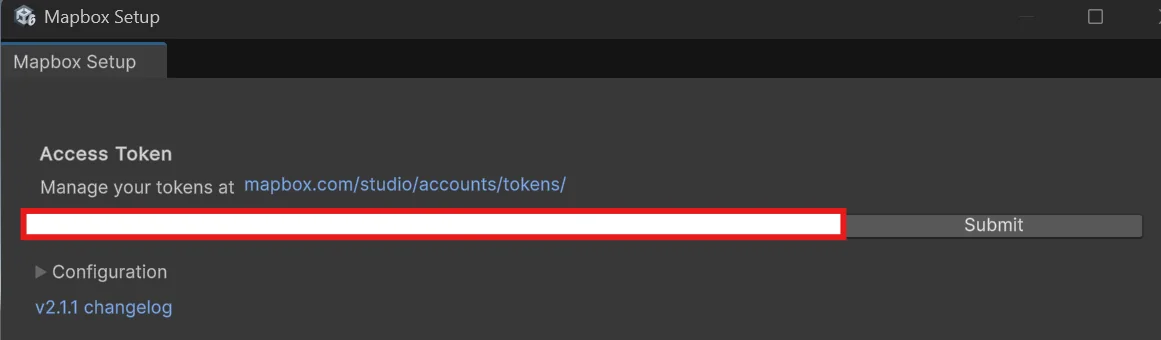 Mapbox Setup
Mapbox Setup
Access Token
Manage your tokens at mapbox.com/studio/accounts/tokens/
Submit
Configuration
v2.1.1 changelog